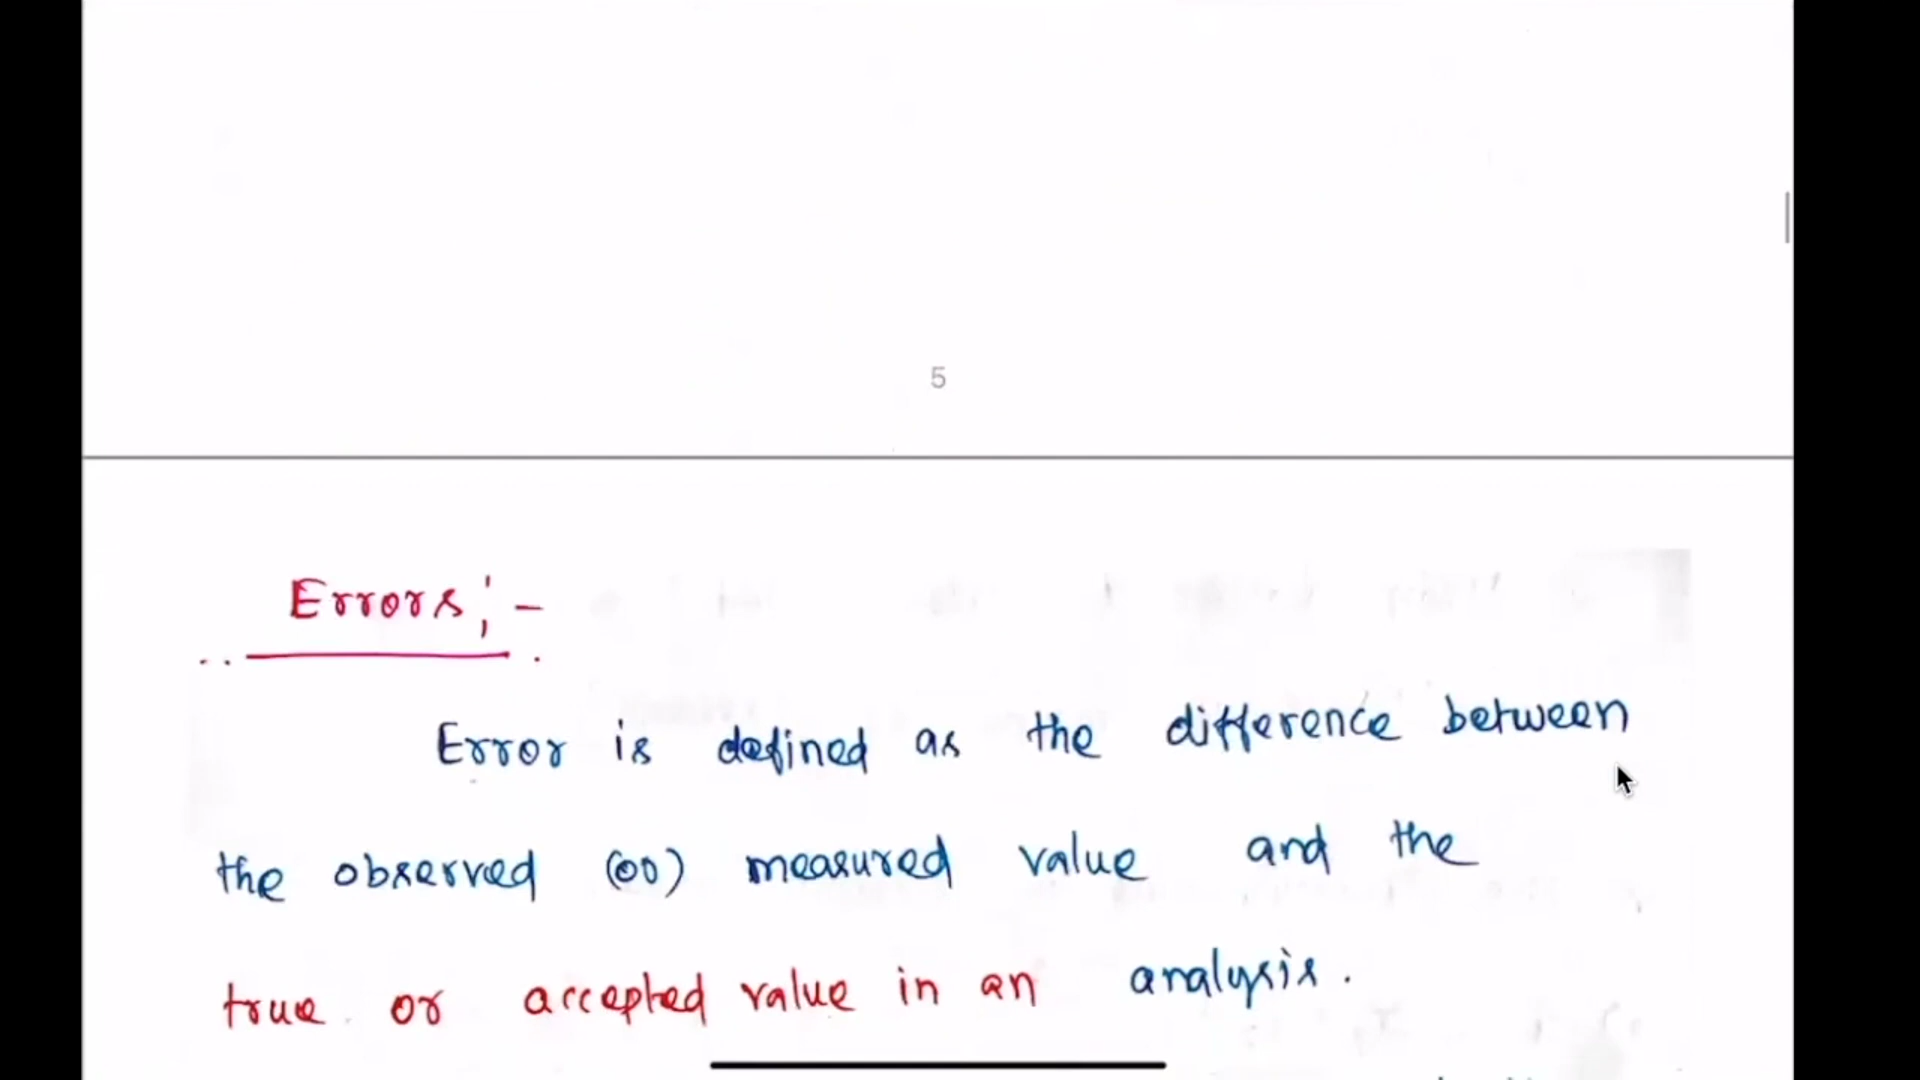 5
Errors :-
Error is defined as the difference between
the observed (or) measured value and the
true or accepted value in an analysis.